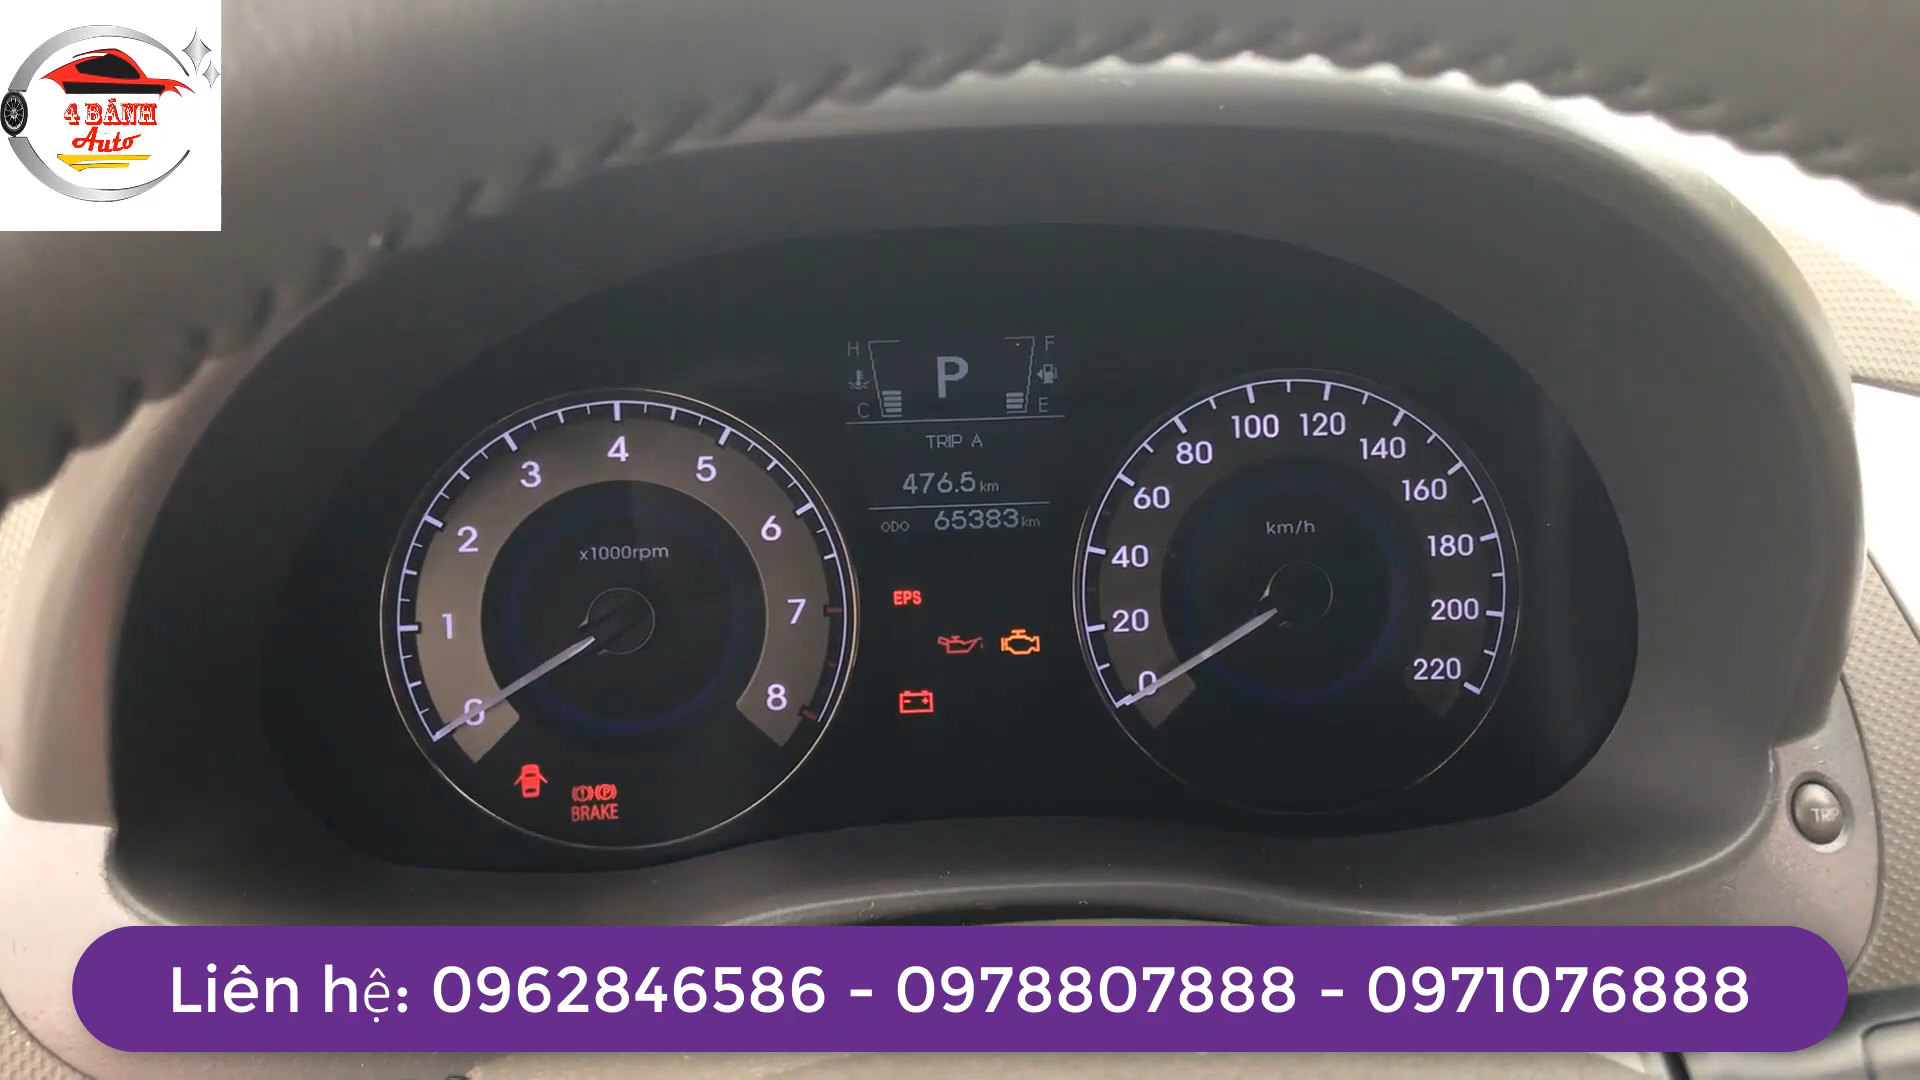 4 BÁNH
Auto
H
F
P
C
E
TRIP A
476.5 km
ODO 65383 km
x1000rpm
0
1
2
3
4
5
6
7
8
km/h
0
20
40
60
80
100
120
140
160
180
200
220
EPS
BRAKE
TRIP
Liên hệ: 0962846586 - 0978807888 - 0971076888